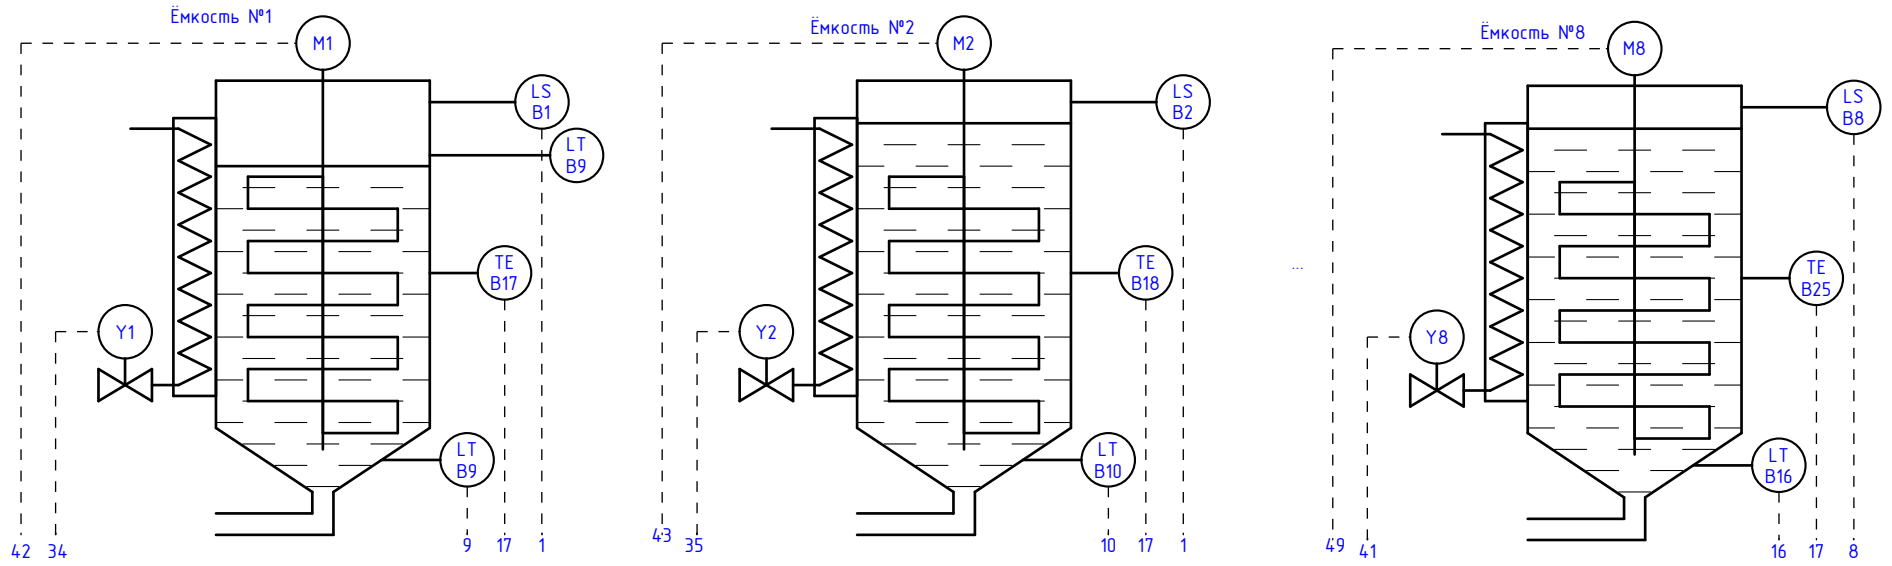 Ёмкость №1
M1
LS
B1
LT
B9
TE
B17
Y1
LT
B9
42
34
9
17
1
Ёмкость №2
M2
LS
B2
TE
B18
Y2
LT
B10
43
35
10
17
1
...
Ёмкость №8
M8
LS
B8
TE
B25
Y8
LT
B16
49
41
16
17
8